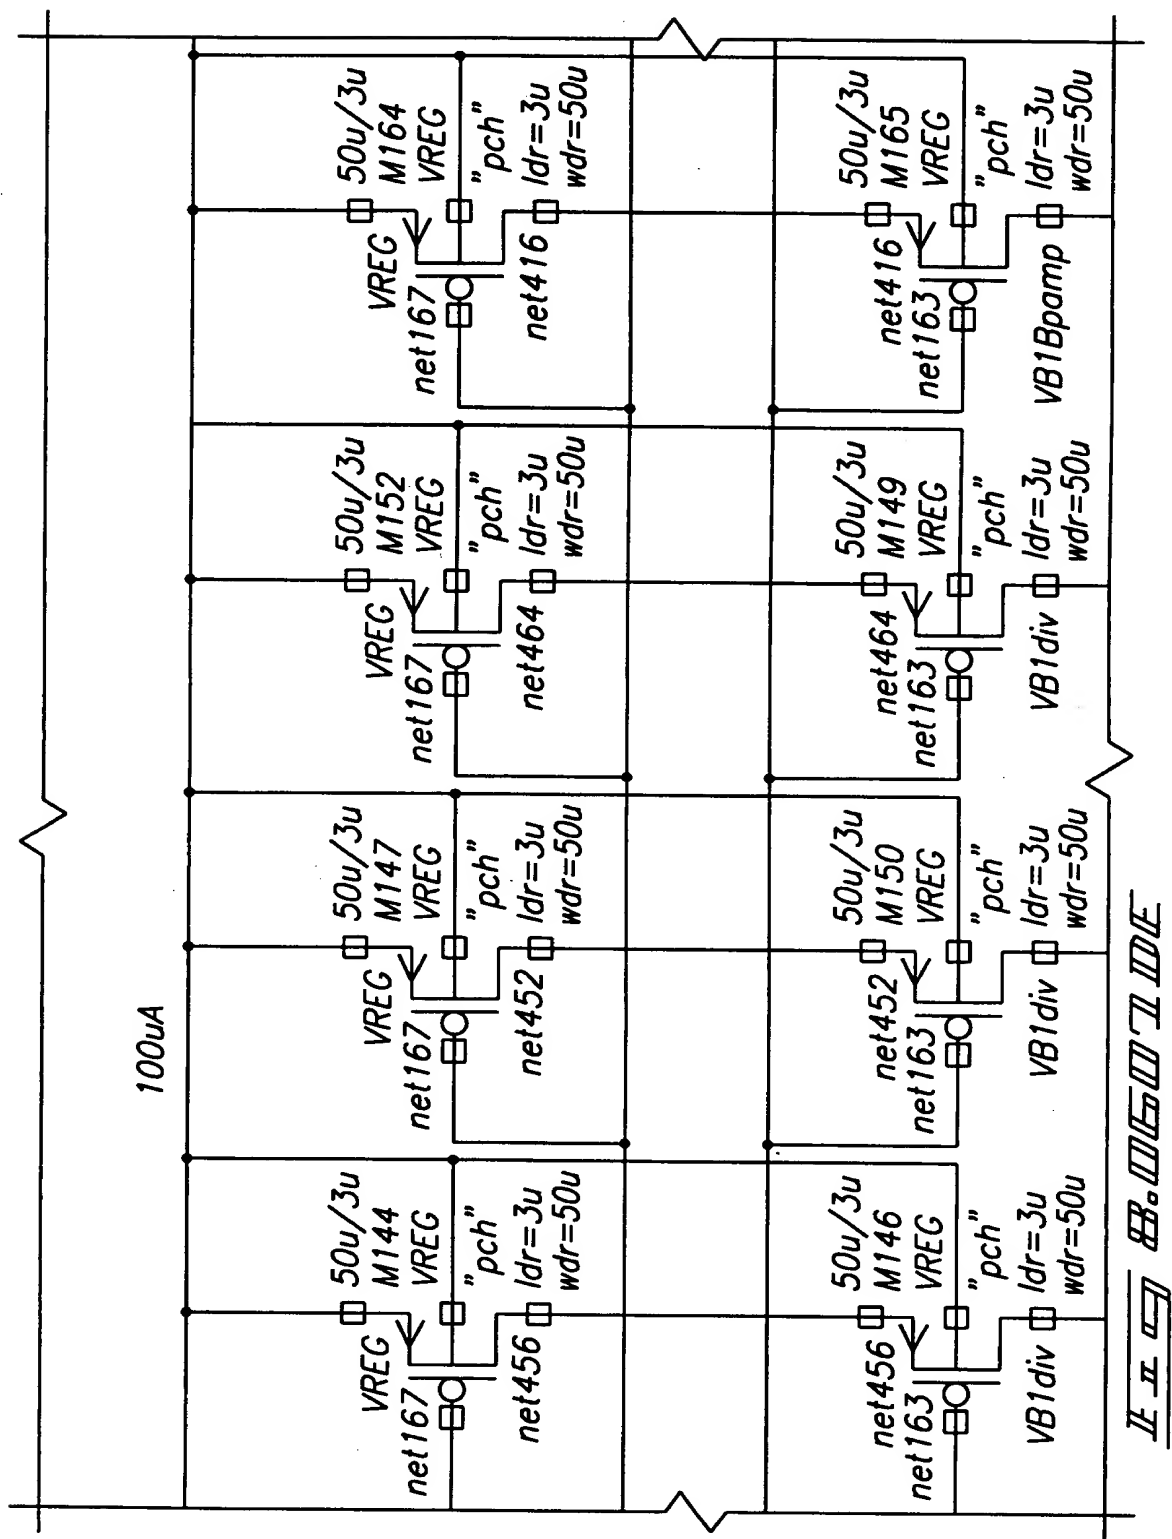 100uA
50u/3u
M144
VREG
"pch"
ldr=3u
wdr=50u
VREG
net167
net456
50u/3u
M147
VREG
"pch"
ldr=3u
wdr=50u
VREG
net167
net452
50u/3u
M152
VREG
"pch"
ldr=3u
wdr=50u
VREG
net167
net464
50u/3u
M164
VREG
"pch"
ldr=3u
wdr=50u
VREG
net167
net416
50u/3u
M146
VREG
"pch"
ldr=3u
wdr=50u
net456
net163
VB1div
50u/3u
M150
VREG
"pch"
ldr=3u
wdr=50u
net452
net163
VB1div
50u/3u
M149
VREG
"pch"
ldr=3u
wdr=50u
net464
net163
VB1div
50u/3u
M165
VREG
"pch"
ldr=3u
wdr=50u
net416
net163
VB1Bpamp
FIG 8.0607DE